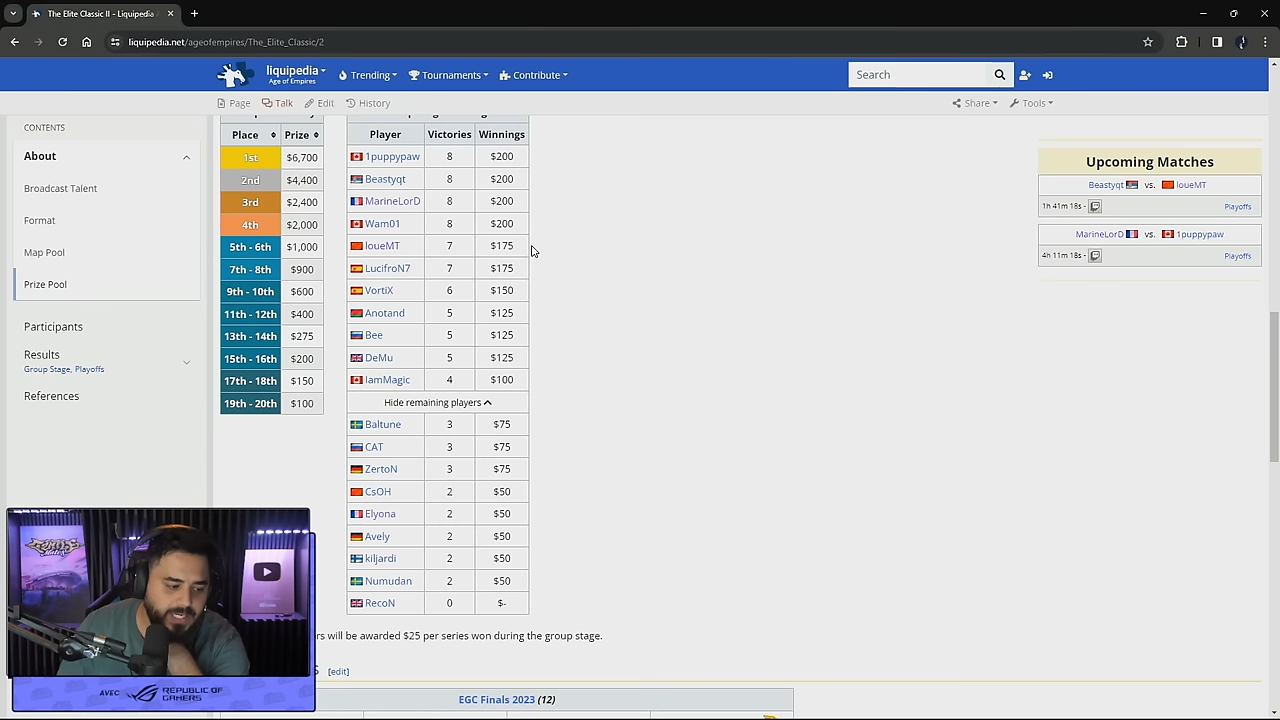 The Elite Classic II - Liquipedia
liquipedia.net/ageofempires/The_Elite_Classic/2
liquipedia
Age of Empires
Trending
Tournaments
Contribute
Search
Page
Talk
Edit
History
Share
Tools
CONTENTS
About
Broadcast Talent
Format
Map Pool
Prize Pool
Participants
Results
Group Stage, Playoffs
References
Place Prize
1st $6,700
2nd $4,400
3rd $2,400
4th $2,000
5th - 6th $1,000
7th - 8th $900
9th - 10th $600
11th - 12th $400
13th - 14th $275
15th - 16th $200
17th - 18th $150
19th - 20th $100
Player Victories Winnings
1puppypaw 8 $200
Beastyqt 8 $200
MarineLorD 8 $200
Wam01 8 $200
loueMT 7 $175
LucifroN7 7 $175
VortiX 6 $150
Anotand 5 $125
Bee 5 $125
DeMu 5 $125
IamMagic 4 $100
Hide remaining players
Baltune 3 $75
CAT 3 $75
ZertoN 3 $75
CsOH 2 $50
Elyona 2 $50
Avely 2 $50
kiljardi 2 $50
Numudan 2 $50
RecoN 0 $-
will be awarded $25 per series won during the group stage.
[edit]
EGC Finals 2023 (12)
Upcoming Matches
Beastyqt vs. loueMT
1h 41m 18s - Playoffs
MarineLorD vs. 1puppypaw
4h 11m 18s - Playoffs
AVEC REPUBLIC OF
GAMERS